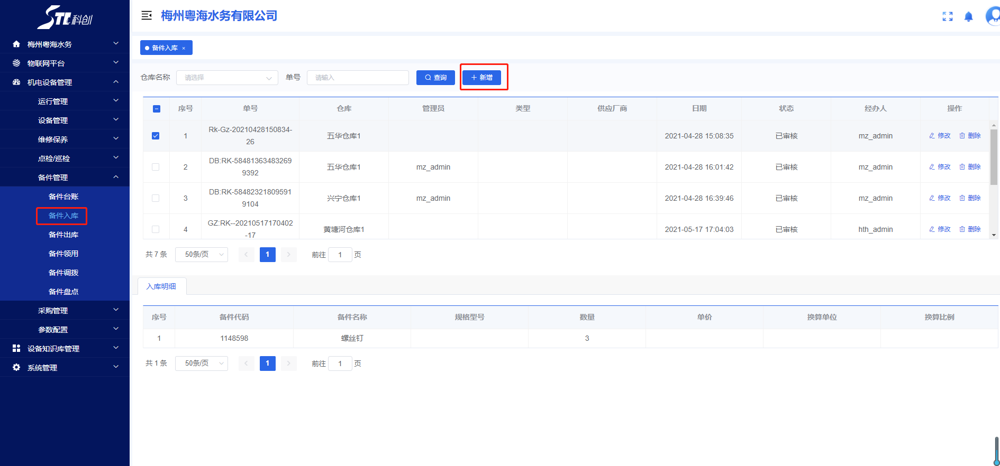 STC科创
梅州粤海水务有限公司
梅州粤海水务
物联网平台
机电设备管理
运行管理
设备管理
维修保养
点检/巡检
备件管理
备件台账
备件入库
备件出库
备件领用
备件调拨
备件盘点
采购管理
参数配置
设备知识库管理
系统管理
备件入库 ×
仓库名称 请选择 单号 请输入 查询 新增
序号 单号 仓库 管理员 类型 供应厂商 日期 状态 经办人 操作
1 Rk-Gz-20210428150834- 五华仓库1 2021-04-28 15:08:35 已审核 mz_admin 修改 删除
26
2 DB:RK-58481363483269 五华仓库1 mz_admin 2021-04-28 16:01:42 已审核 mz_admin 修改 删除
9392
3 DB:RK-58482321809591 兴宁仓库1 mz_admin 2021-04-28 16:39:46 已审核 mz_admin 修改 删除
9104
4 GZ:RK--20210517170402 黄塘河仓库1 2021-05-17 17:04:03 已审核 hth_admin 修改 删除
-17
共 7 条 50条/页 1 前往 1 页
入库明细
序号 备件代码 备件名称 规格型号 数量 单价 换算单位 换算比例
1 1148598 螺丝钉 3
共 1 条 50条/页 1 前往 1 页